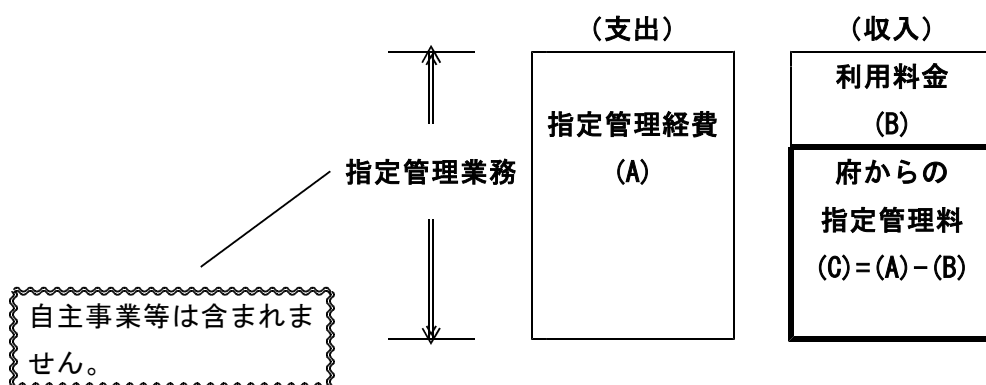 （支出）
（収入）
指定管理業務
指定管理経費
(A)
利用料金
(B)
府からの
指定管理料
(C)=(A)-(B)
自主事業等は含まれま
せん。